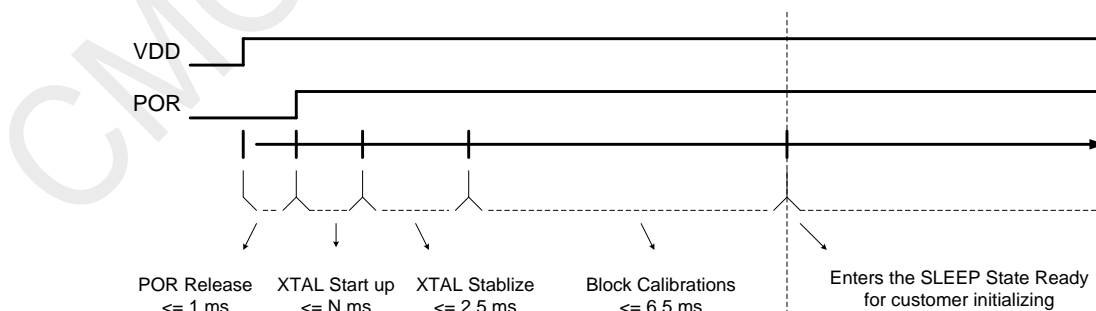 VDD
POR
POR Release
<= 1 ms
XTAL Start up
<= N ms
XTAL Stablize
<= 2.5 ms
Block Calibrations
<= 6.5 ms
Enters the SLEEP State Ready
for customer initializing